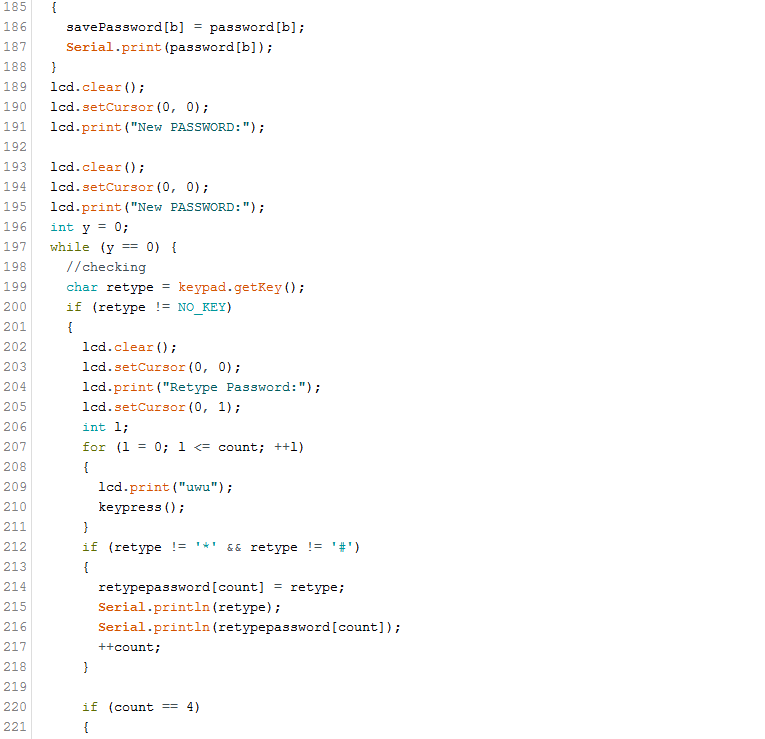 185 {
186 savePassword[b] = password[b];
187 Serial.print(password[b]);
188 }
189 lcd.clear();
190 lcd.setCursor(0, 0);
191 lcd.print("New PASSWORD:");
192
193 lcd.clear();
194 lcd.setCursor(0, 0);
195 lcd.print("New PASSWORD:");
196 int y = 0;
197 while (y == 0) {
198 //checking
199 char retype = keypad.getKey();
200 if (retype != NO_KEY)
201 {
202 lcd.clear();
203 lcd.setCursor(0, 0);
204 lcd.print("Retype Password:");
205 lcd.setCursor(0, 1);
206 int l;
207 for (l = 0; l <= count; ++l)
208 {
209 lcd.print("uwu");
210 keypress();
211 }
212 if (retype != '*' && retype != '#')
213 {
214 retypepassword[count] = retype;
215 Serial.println(retype);
216 Serial.println(retypepassword[count]);
217 ++count;
218 }
219
220 if (count == 4)
221 {